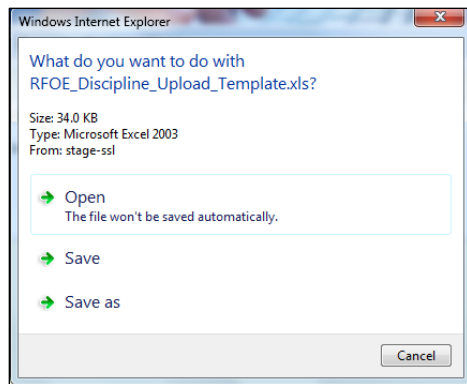 Windows Internet Explorer
What do you want to do with
RFOE_Discipline_Upload_Template.xls?
Size: 34.0 KB
Type: Microsoft Excel 2003
From: stage-ssl
Open
The file won't be saved automatically.
Save
Save as
Cancel